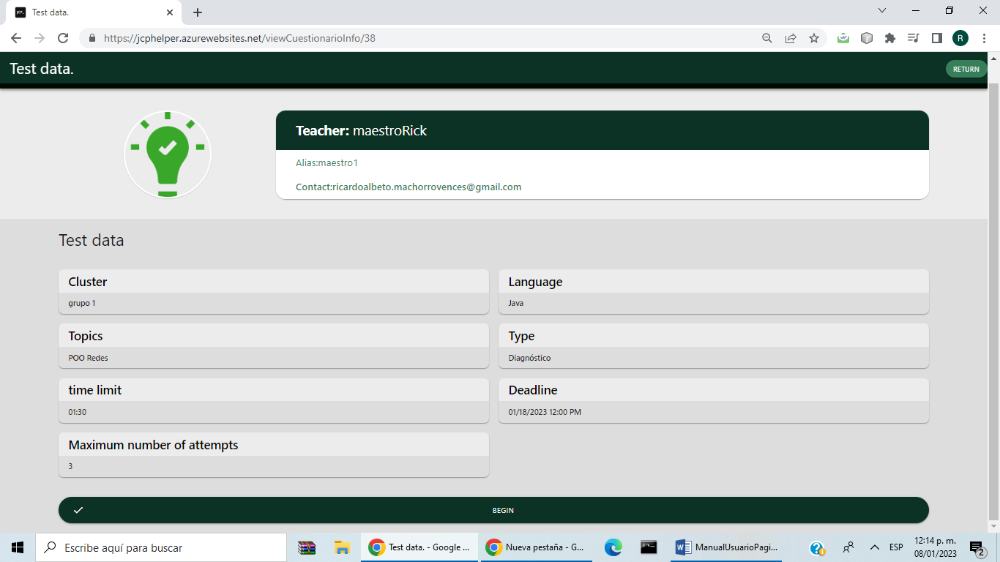 Test data.
https://jcphelper.azurewebsites.net/viewCuestionarioInfo/38
R
Test data.
RETURN
Teacher: maestroRick
Alias:maestro1
Contact:ricardoalbeto.machorrovences@gmail.com
Test data
Cluster
grupo 1
Language
Java
Topics
POO Redes
Type
Diagnóstico
time limit
01:30
Deadline
01/18/2023 12:00 PM
Maximum number of attempts
3
BEGIN
Escribe aquí para buscar
Test data. - Google ...
Nueva pestaña - G...
ManualUsuarioPagi...
ESP
12:14 p. m.
08/01/2023
2